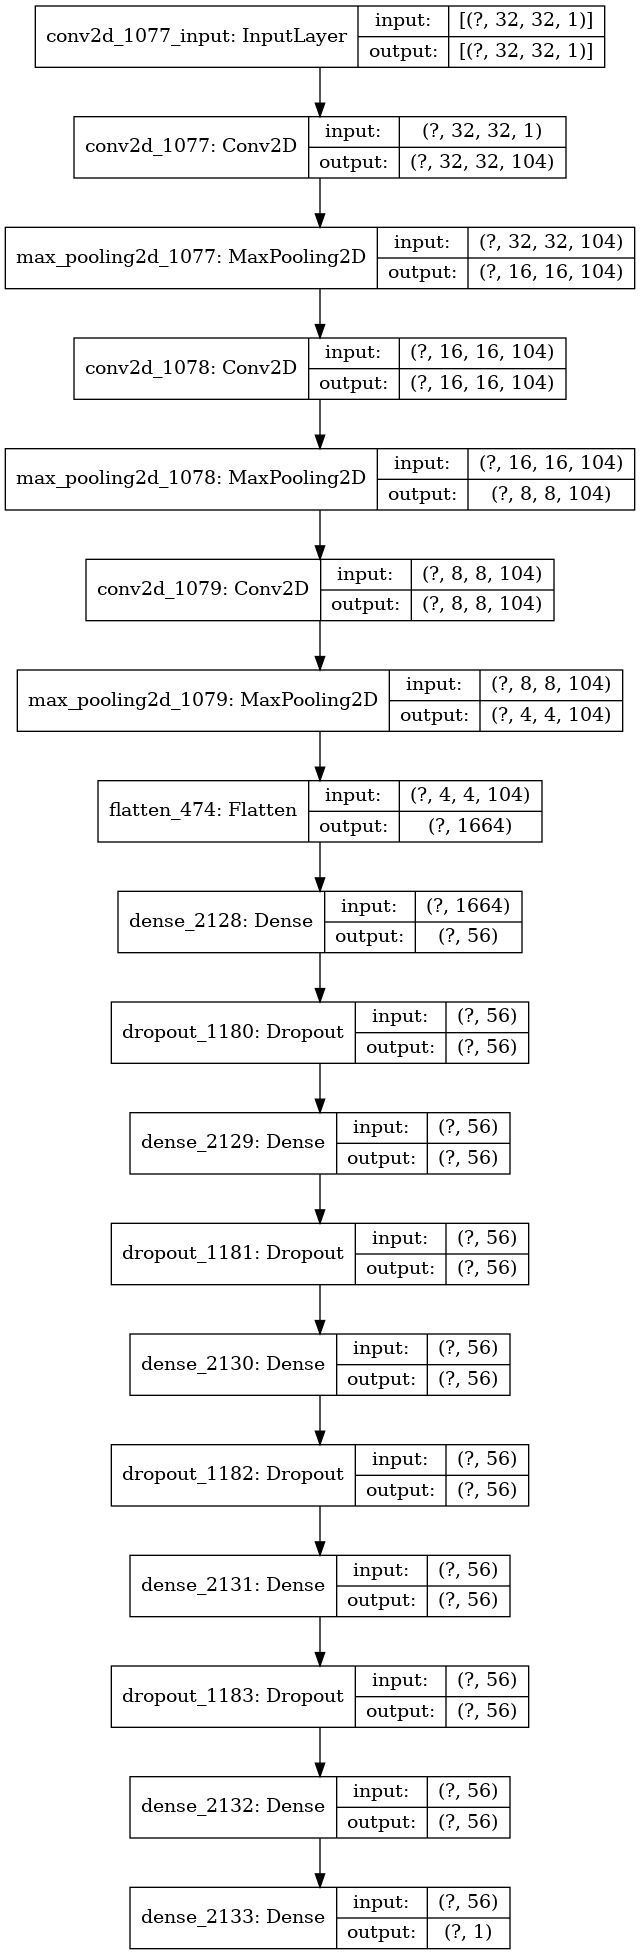 conv2d_1077_input: InputLayer
input: [(?, 32, 32, 1)]
output: [(?, 32, 32, 1)]
conv2d_1077: Conv2D
input: (?, 32, 32, 1)
output: (?, 32, 32, 104)
max_pooling2d_1077: MaxPooling2D
input: (?, 32, 32, 104)
output: (?, 16, 16, 104)
conv2d_1078: Conv2D
input: (?, 16, 16, 104)
output: (?, 16, 16, 104)
max_pooling2d_1078: MaxPooling2D
input: (?, 16, 16, 104)
output: (?, 8, 8, 104)
conv2d_1079: Conv2D
input: (?, 8, 8, 104)
output: (?, 8, 8, 104)
max_pooling2d_1079: MaxPooling2D
input: (?, 8, 8, 104)
output: (?, 4, 4, 104)
flatten_474: Flatten
input: (?, 4, 4, 104)
output: (?, 1664)
dense_2128: Dense
input: (?, 1664)
output: (?, 56)
dropout_1180: Dropout
input: (?, 56)
output: (?, 56)
dense_2129: Dense
input: (?, 56)
output: (?, 56)
dropout_1181: Dropout
input: (?, 56)
output: (?, 56)
dense_2130: Dense
input: (?, 56)
output: (?, 56)
dropout_1182: Dropout
input: (?, 56)
output: (?, 56)
dense_2131: Dense
input: (?, 56)
output: (?, 56)
dropout_1183: Dropout
input: (?, 56)
output: (?, 56)
dense_2132: Dense
input: (?, 56)
output: (?, 56)
dense_2133: Dense
input: (?, 56)
output: (?, 1)